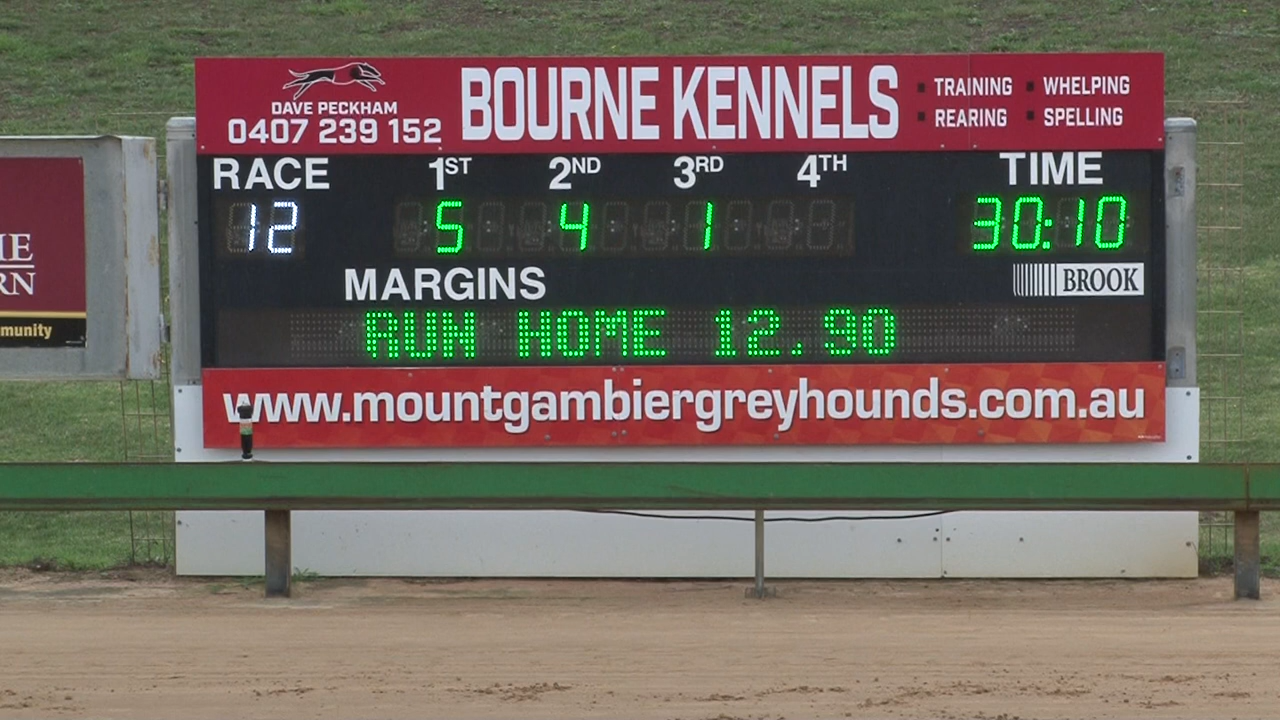 DAVE PECKHAM
0407 239 152
BOURNE KENNELS
TRAINING
WHELPING
REARING
SPELLING
RACE 1ST 2ND 3RD 4TH TIME
12 5 4 1 30:10
MARGINS
BROOK
RUN HOME 12.90
www.mountgambiergreyhounds.com.au
munity